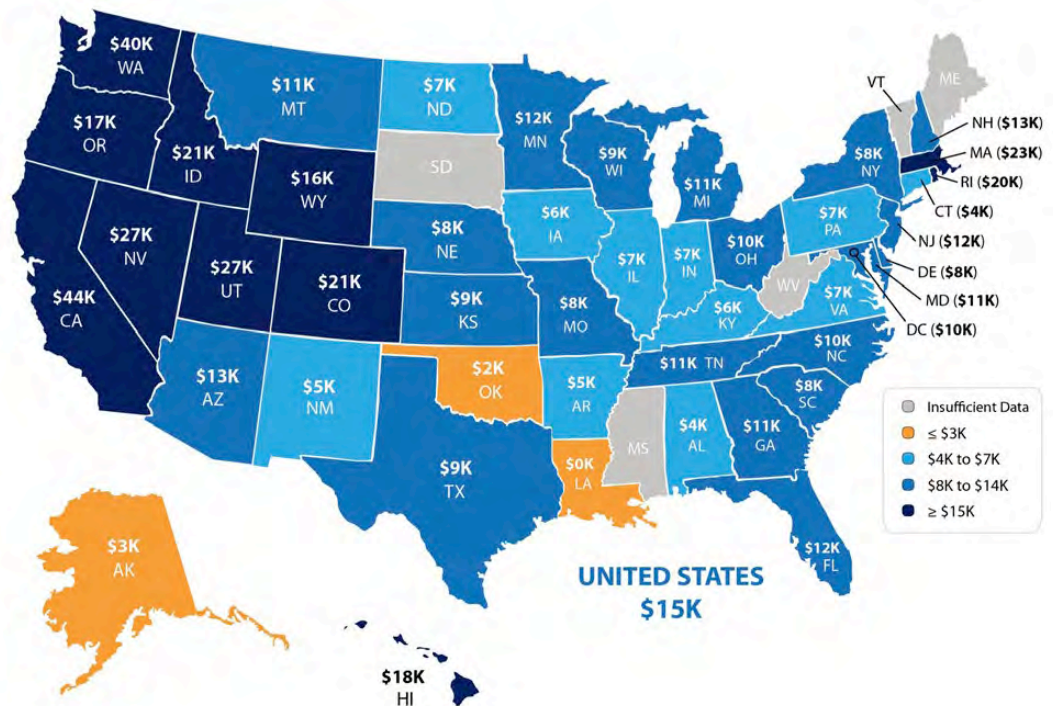 $40K
WA
$17K
OR
$21K
ID
$11K
MT
$7K
ND
SD
$16K
WY
$27K
NV
$44K
CA
$27K
UT
$21K
CO
$13K
AZ
$5K
NM
$8K
NE
$9K
KS
$2K
OK
$9K
TX
$12K
MN
$6K
IA
$8K
MO
$5K
AR
$0K
LA
$9K
WI
$7K
IL
$11K
MI
$7K
IN
$10K
OH
$6K
KY
$11K TN
MS
$4K
AL
$11K
GA
$12K
FL
$8K
SC
$10K
NC
$7K
VA
WV
$7K
PA
$8K
NY
VT
ME
NH ($13K)
MA ($23K)
RI ($20K)
CT ($4K)
NJ ($12K)
DE ($8K)
MD ($11K)
DC ($10K)
Insufficient Data
≤ $3K
$4K to $7K
$8K to $14K
≥ $15K
$3K
AK
$18K
HI
UNITED STATES
$15K